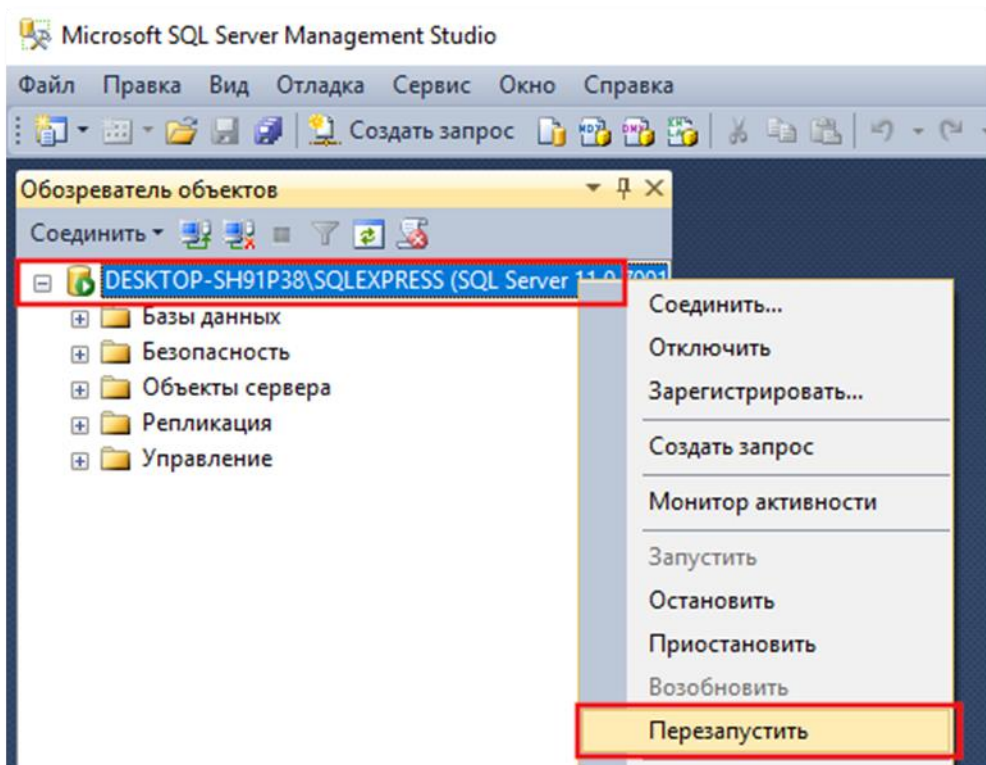 Microsoft SQL Server Management Studio
Файл Правка Вид Отладка Сервис Окно Справка
Создать запрос
Обозреватель объектов
Соединить
DESKTOP-SH91P38\SQLEXPRESS (SQL Server 11.0.7001
Базы данных
Безопасность
Объекты сервера
Репликация
Управление
Соединить...
Отключить
Зарегистрировать...
Создать запрос
Монитор активности
Запустить
Остановить
Приостановить
Возобновить
Перезапустить